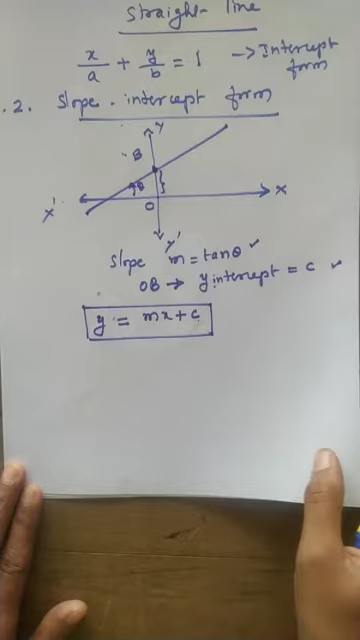 Straight-line
x/a + y/b = 1 → Intercept form
.2. Slope - intercept form
Y
B
θ
X' O X
Y'
Slope m = tanθ ✓
OB → y intercept = c ✓
y = mx+c